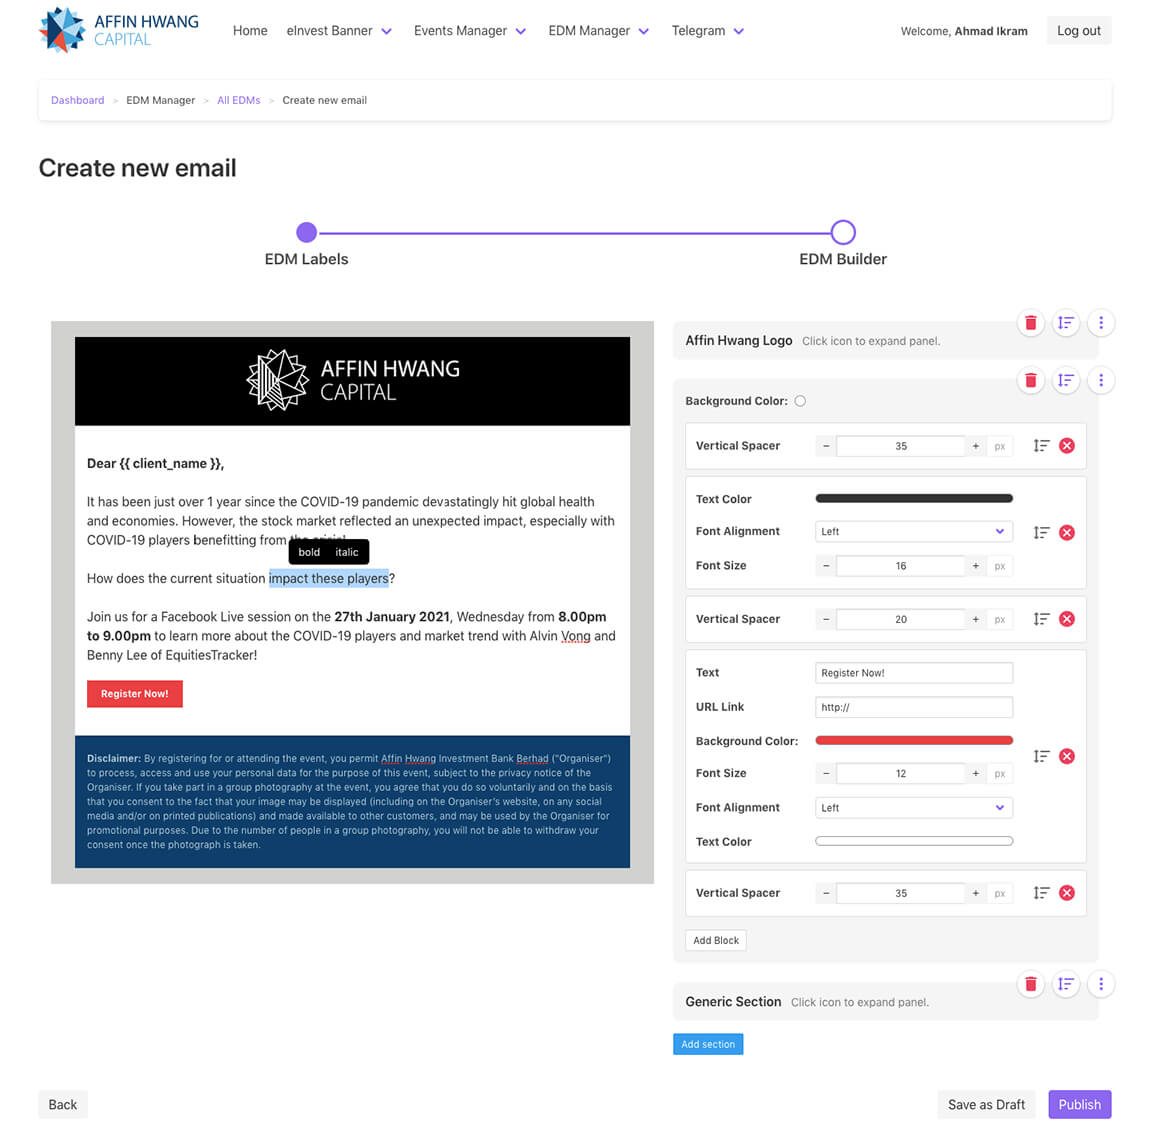 AFFIN HWANG
CAPITAL
Home eInvest Banner Events Manager EDM Manager Telegram Welcome, Ahmad Ikram Log out
Dashboard > EDM Manager > All EDMs > Create new email
Create new email
EDM Labels EDM Builder
AFFIN HWANG
CAPITAL
Dear {{ client_name }},
It has been just over 1 year since the COVID-19 pandemic devastatingly hit global health
and economies. However, the stock market reflected an unexpected impact, especially with
COVID-19 players benefitting from the crisis!
bold italic
How does the current situation impact these players?
Join us for a Facebook Live session on the 27th January 2021, Wednesday from 8.00pm
to 9.00pm to learn more about the COVID-19 players and market trend with Alvin Vong and
Benny Lee of EquitiesTracker!
Register Now!
Disclaimer: By registering for or attending the event, you permit Affin Hwang Investment Bank Berhad ("Organiser")
to process, access and use your personal data for the purpose of this event, subject to the privacy notice of the
Organiser. If you take part in a group photography at the event, you agree that you do so voluntarily and on the basis
that you consent to the fact that your image may be displayed (including on the Organiser's website, on any social
media and/or on printed publications) and made available to other customers, and may be used by the Organiser for
promotional purposes. Due to the number of people in a group photography, you will not be able to withdraw your
consent once the photograph is taken.
Affin Hwang Logo Click icon to expand panel.
Background Color:
Vertical Spacer − 35 + px
Text Color
Font Alignment Left
Font Size − 16 + px
Vertical Spacer − 20 + px
Text Register Now!
URL Link http://
Background Color:
Font Size − 12 + px
Font Alignment Left
Text Color
Vertical Spacer − 35 + px
Add Block
Generic Section Click icon to expand panel.
Add section
Back Save as Draft Publish